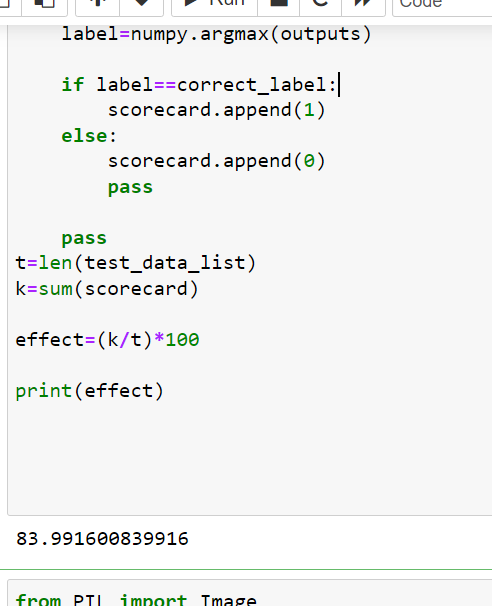 Run
Code
label=numpy.argmax(outputs)
if label==correct_label:
scorecard.append(1)
else:
scorecard.append(0)
pass
pass
t=len(test_data_list)
k=sum(scorecard)
effect=(k/t)*100
print(effect)
83.991600839916
from PIL import Image